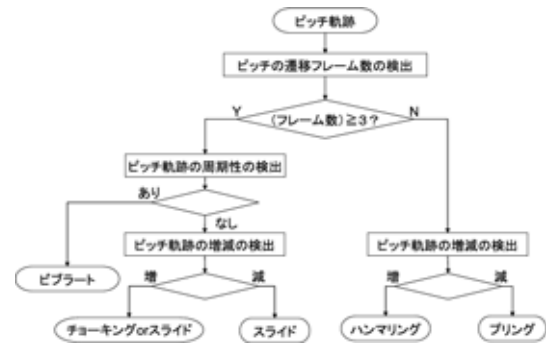 ピッチ軌跡
ピッチの遷移フレーム数の検出
(フレーム数)≧3?
Y
N
ピッチ軌跡の周期性の検出
あり
なし
ピッチ軌跡の増減の検出
ピッチ軌跡の増減の検出
ビブラート
増
減
増
減
チョーキングorスライド
スライド
ハンマリング
プリング